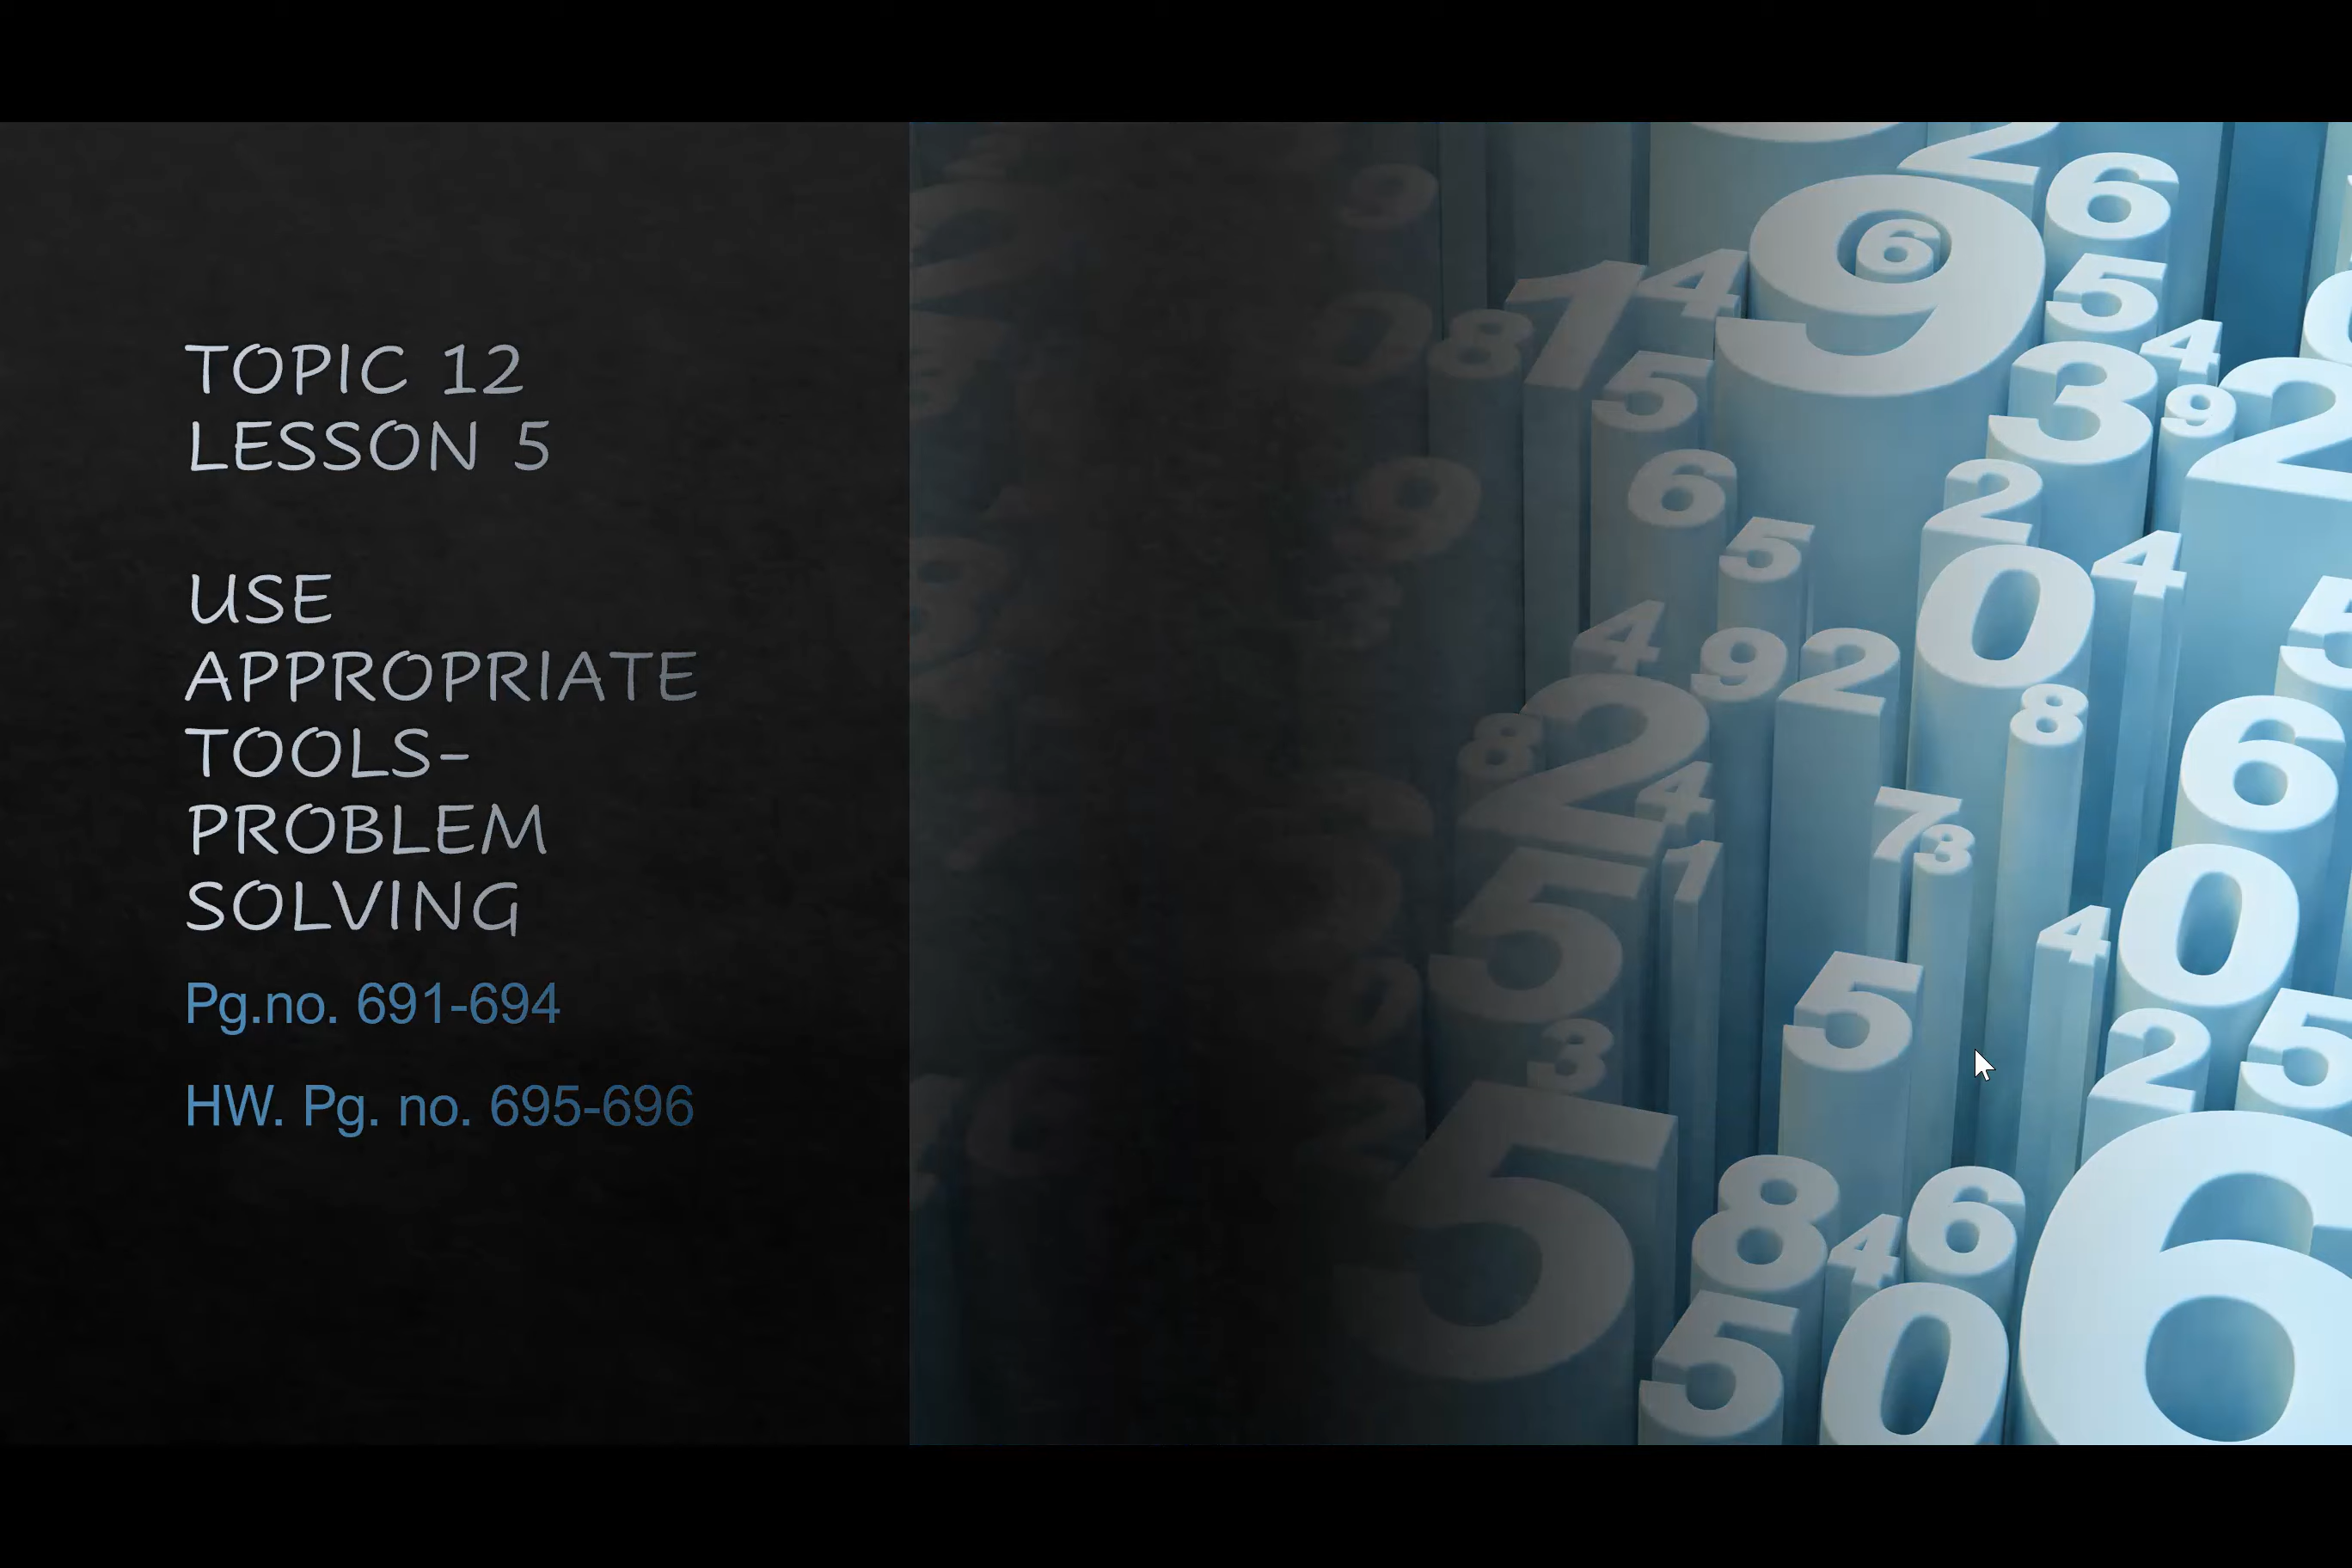 TOPIC 12
LESSON 5
USE
APPROPRIATE
TOOLS-
PROBLEM
SOLVING
Pg.no. 691-694
HW. Pg. no. 695-696